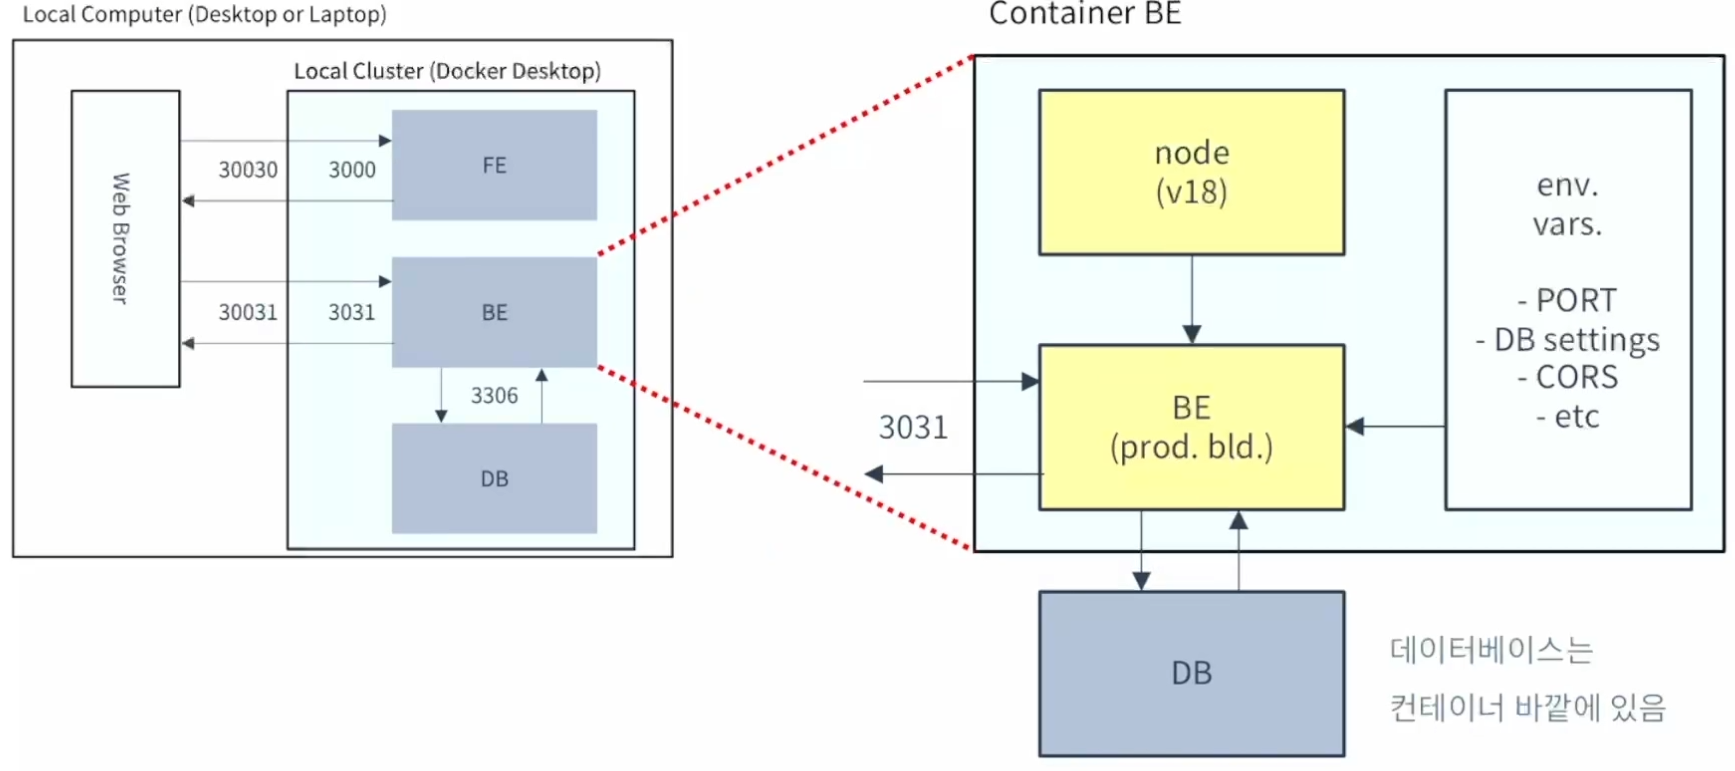 Local Computer (Desktop or Laptop)
Local Cluster (Docker Desktop)
Web Browser
30030
3000
FE
30031
3031
BE
3306
DB
Container BE
node
(v18)
env.
vars.
- PORT
- DB settings
- CORS
- etc
3031
BE
(prod. bld.)
DB
데이터베이스는
컨테이너 바깥에 있음